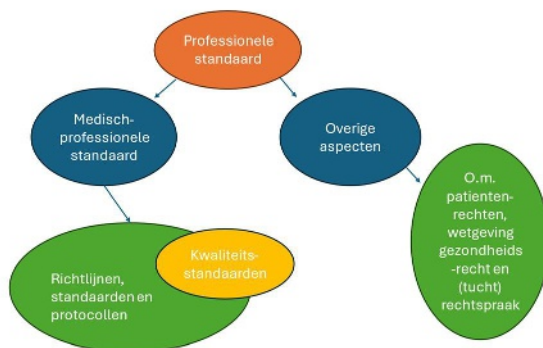 Professionele
standaard
Medisch-
professionele
standaard
Overige
aspecten
O.m.
patienten-
rechten,
wetgeving
gezondheids
-recht en
(tucht)
rechtspraak
Kwaliteits-
standaarden
Richtlijnen,
standaarden en
protocollen